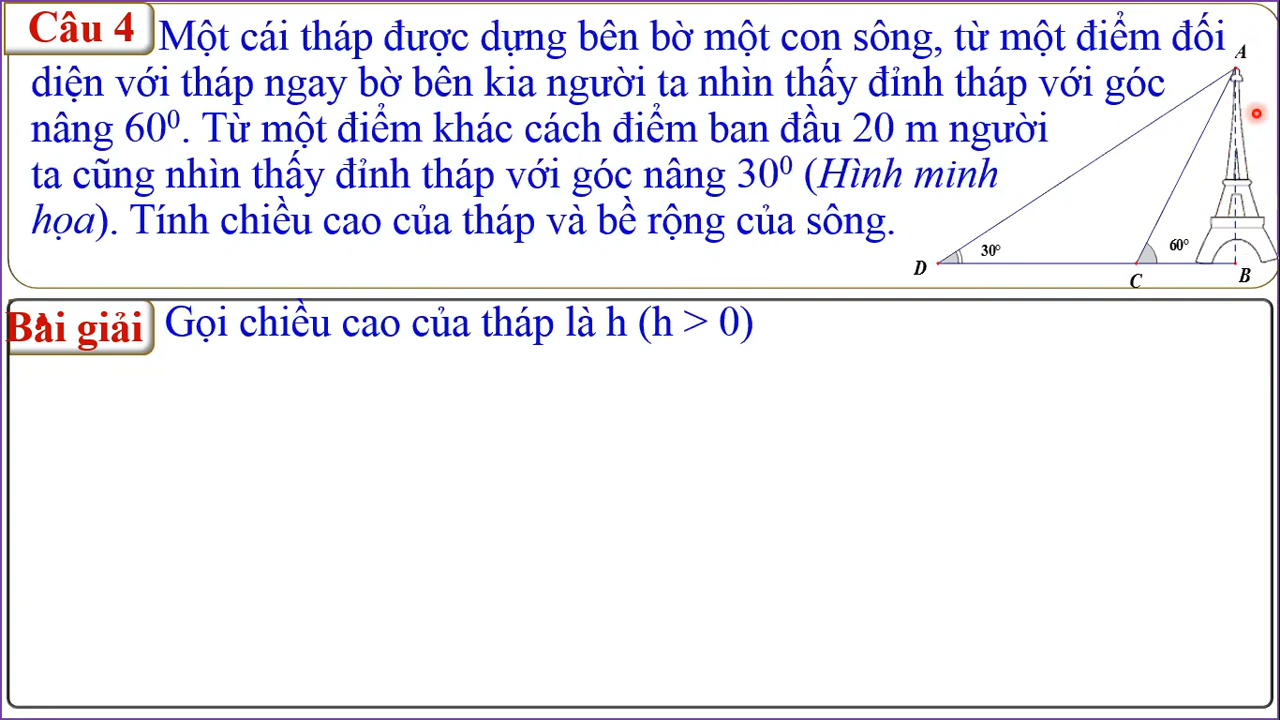 Câu 4
Một cái tháp được dựng bên bờ một con sông, từ một điểm đối
diện với tháp ngay bờ bên kia người ta nhìn thấy đỉnh tháp với góc
nâng 60⁰. Từ một điểm khác cách điểm ban đầu 20 m người
ta cũng nhìn thấy đỉnh tháp với góc nâng 30⁰ (Hình minh
họa). Tính chiều cao của tháp và bề rộng của sông.
A
30°
60°
D
C
B
Bài giải
Gọi chiều cao của tháp là h (h > 0)